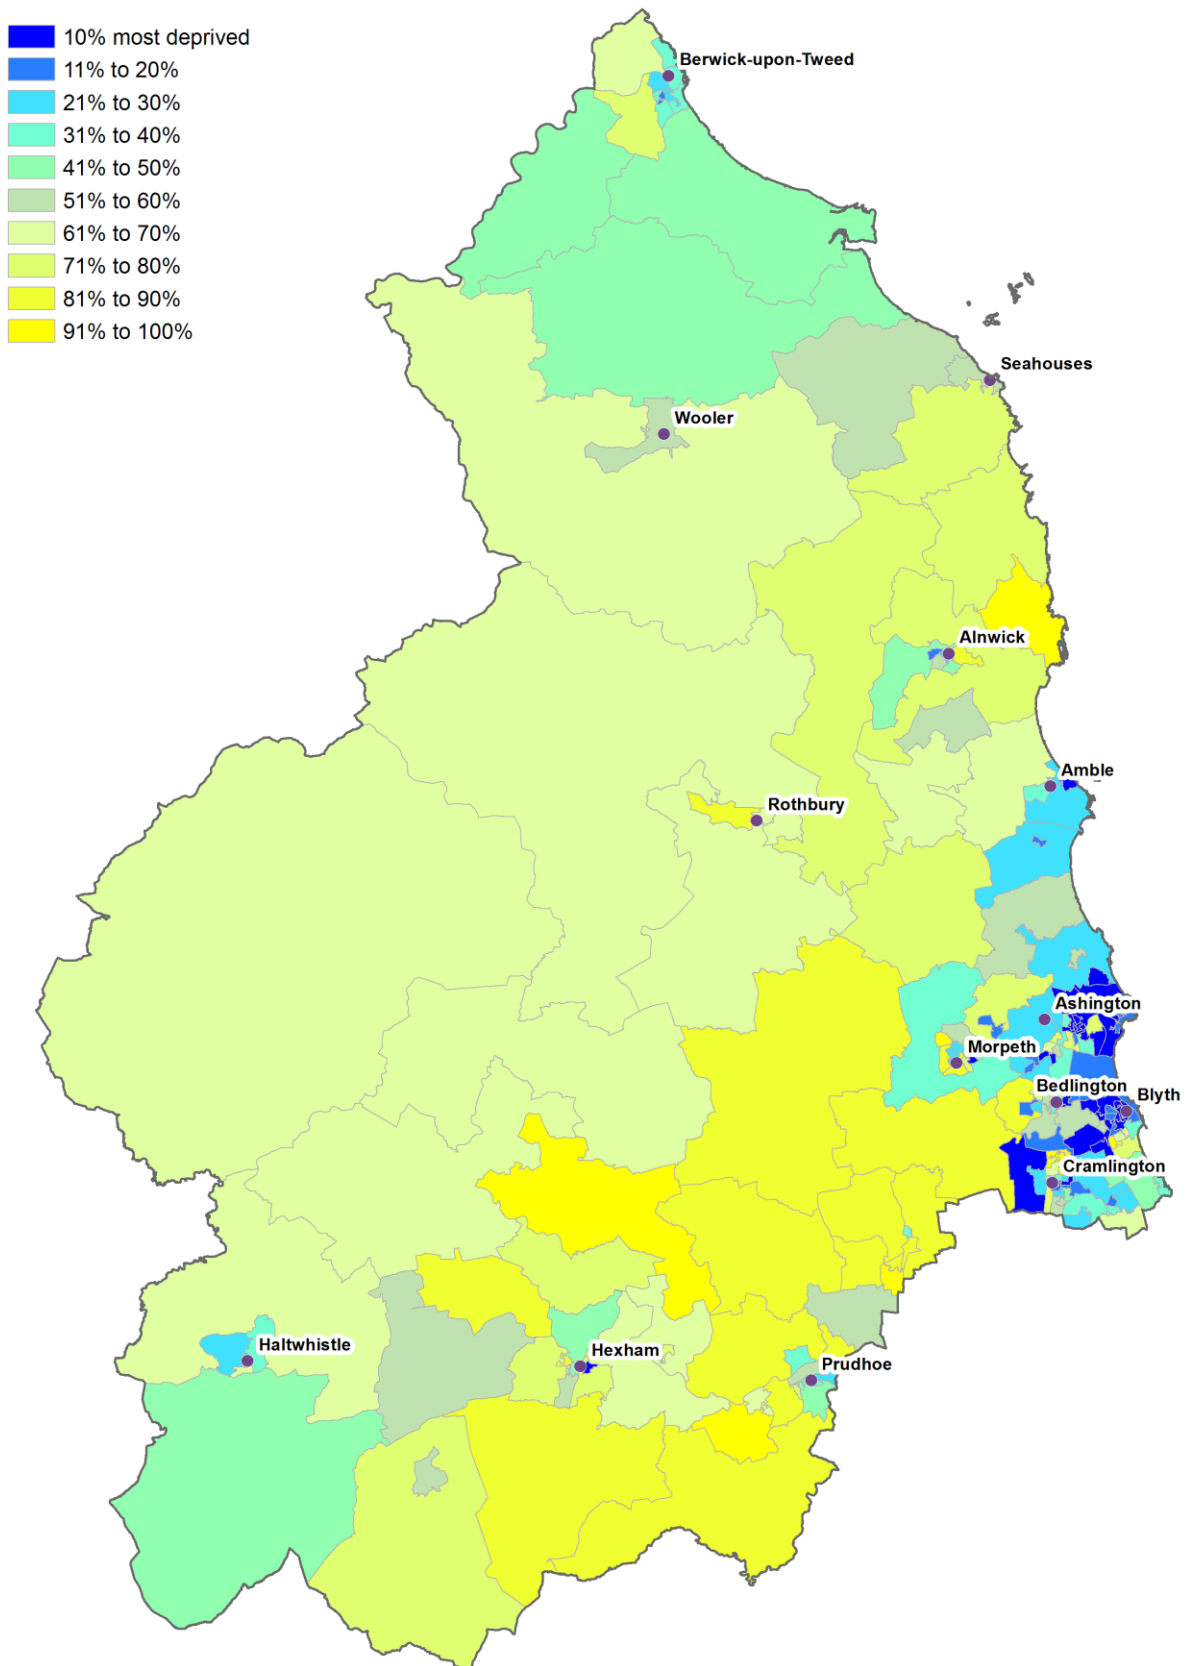 10% most deprived
11% to 20%
21% to 30%
31% to 40%
41% to 50%
51% to 60%
61% to 70%
71% to 80%
81% to 90%
91% to 100%
Berwick-upon-Tweed
Seahouses
Wooler
Alnwick
Amble
Rothbury
Ashington
Morpeth
Bedlington
Blyth
Cramlington
Haltwhistle
Hexham
Prudhoe